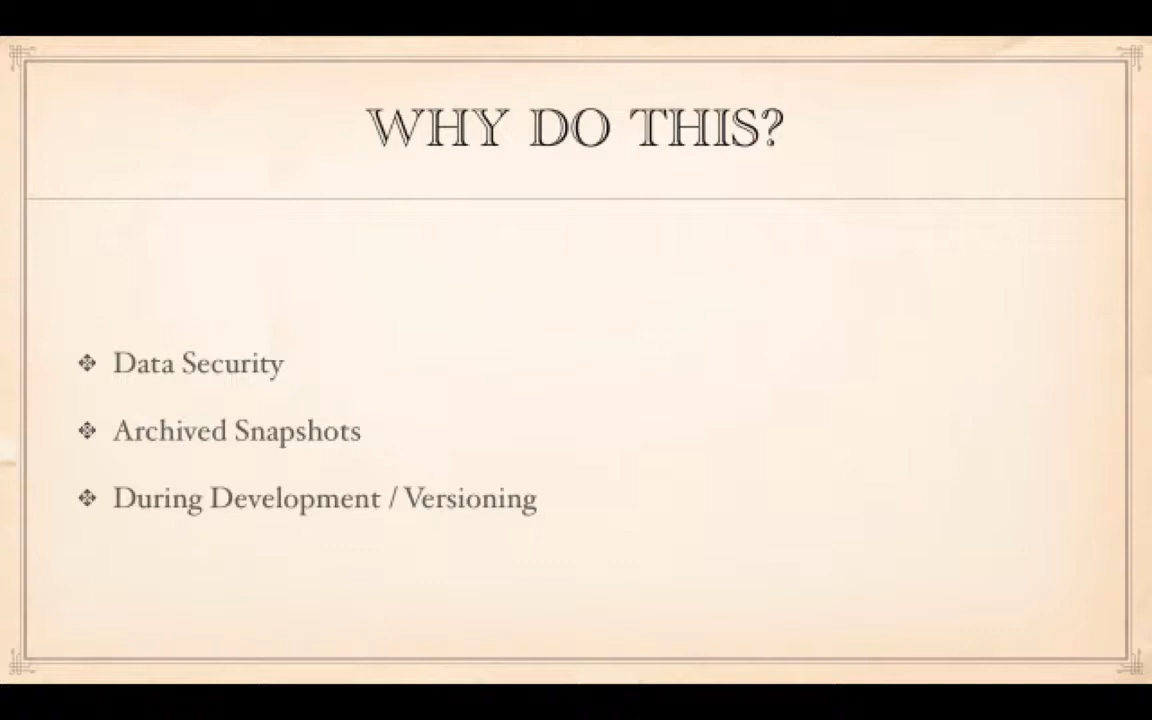 WHY DO THIS?
Data Security
Archived Snapshots
During Development / Versioning